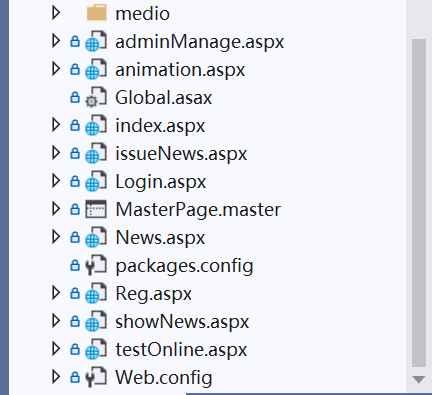 medio
adminManage.aspx
animation.aspx
Global.asax
index.aspx
issueNews.aspx
Login.aspx
MasterPage.master
News.aspx
packages.config
Reg.aspx
showNews.aspx
testOnline.aspx
Web.config